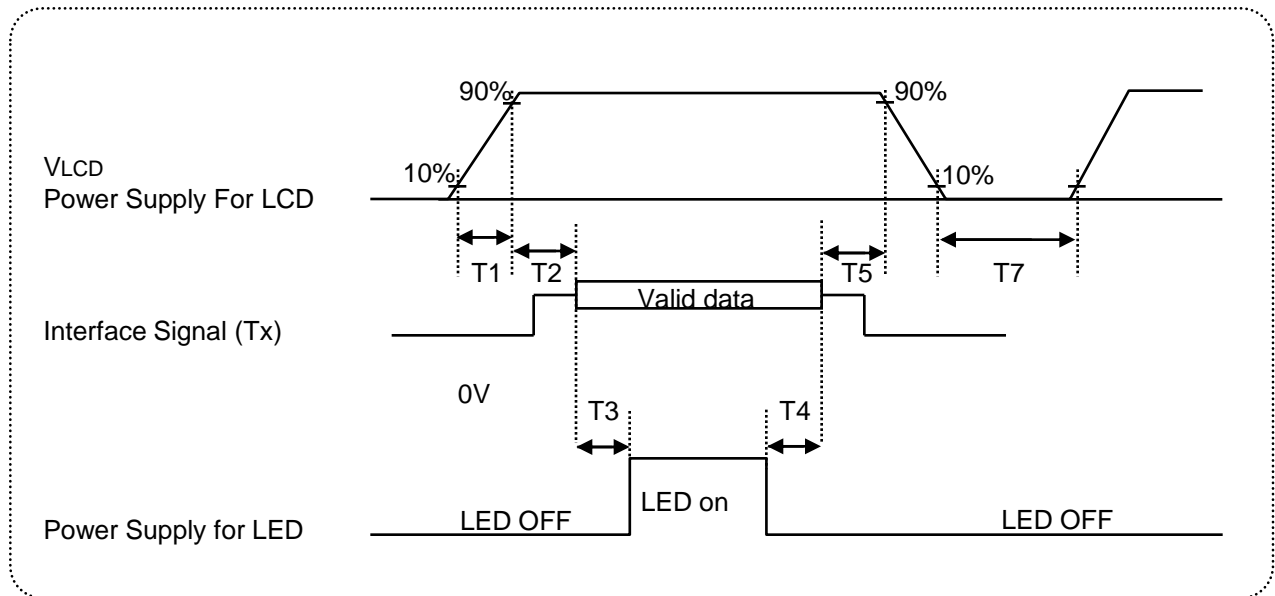 90%
90%
VLCD
10%
10%
Power Supply For LCD
T1
T2
T5
T7
Valid data
Interface Signal (Tx)
0V
T3
T4
LED on
LED OFF
LED OFF
Power Supply for LED